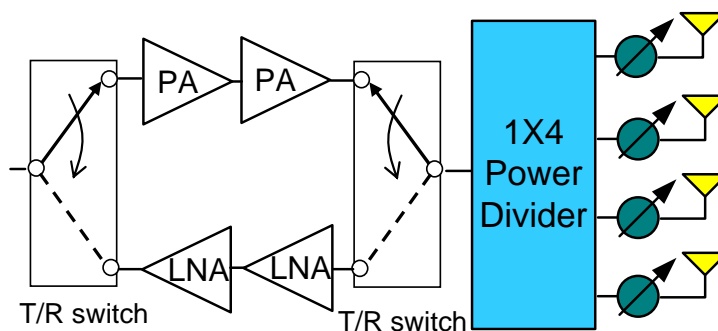 PA
PA
1X4
Power
Divider
LNA
LNA
T/R switch
T/R switch